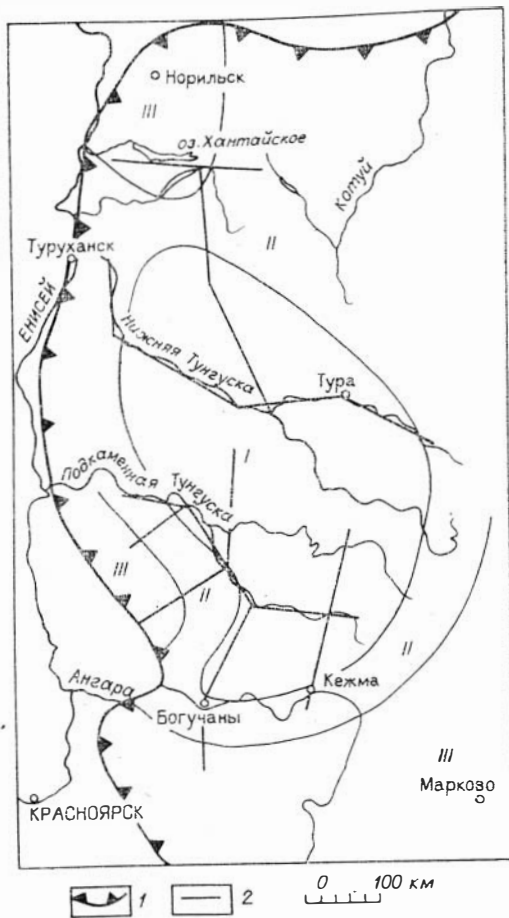 Норильск
III
оз. Хантайское
Котуй
II
Туруханск
ЕНИСЕЙ
Нижняя Тунгуска
Тура
I
Подкаменная Тунгуска
III
II
II
Ангара
Кежма
Богучаны
III
Марково
КРАСНОЯРСК
1
2
0 100 км